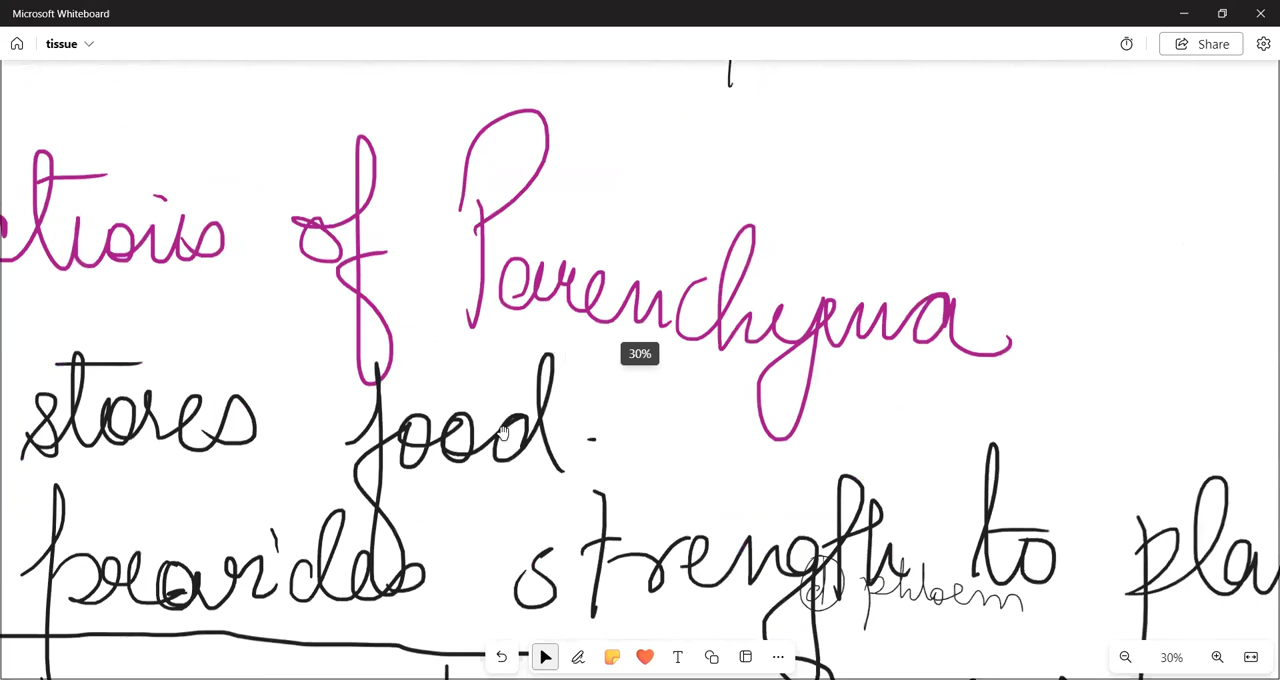 Microsoft Whiteboard
tissue
Share
ctions of Parenchyma
30%
stores food.
provides strength to pla
d) phloem
30%